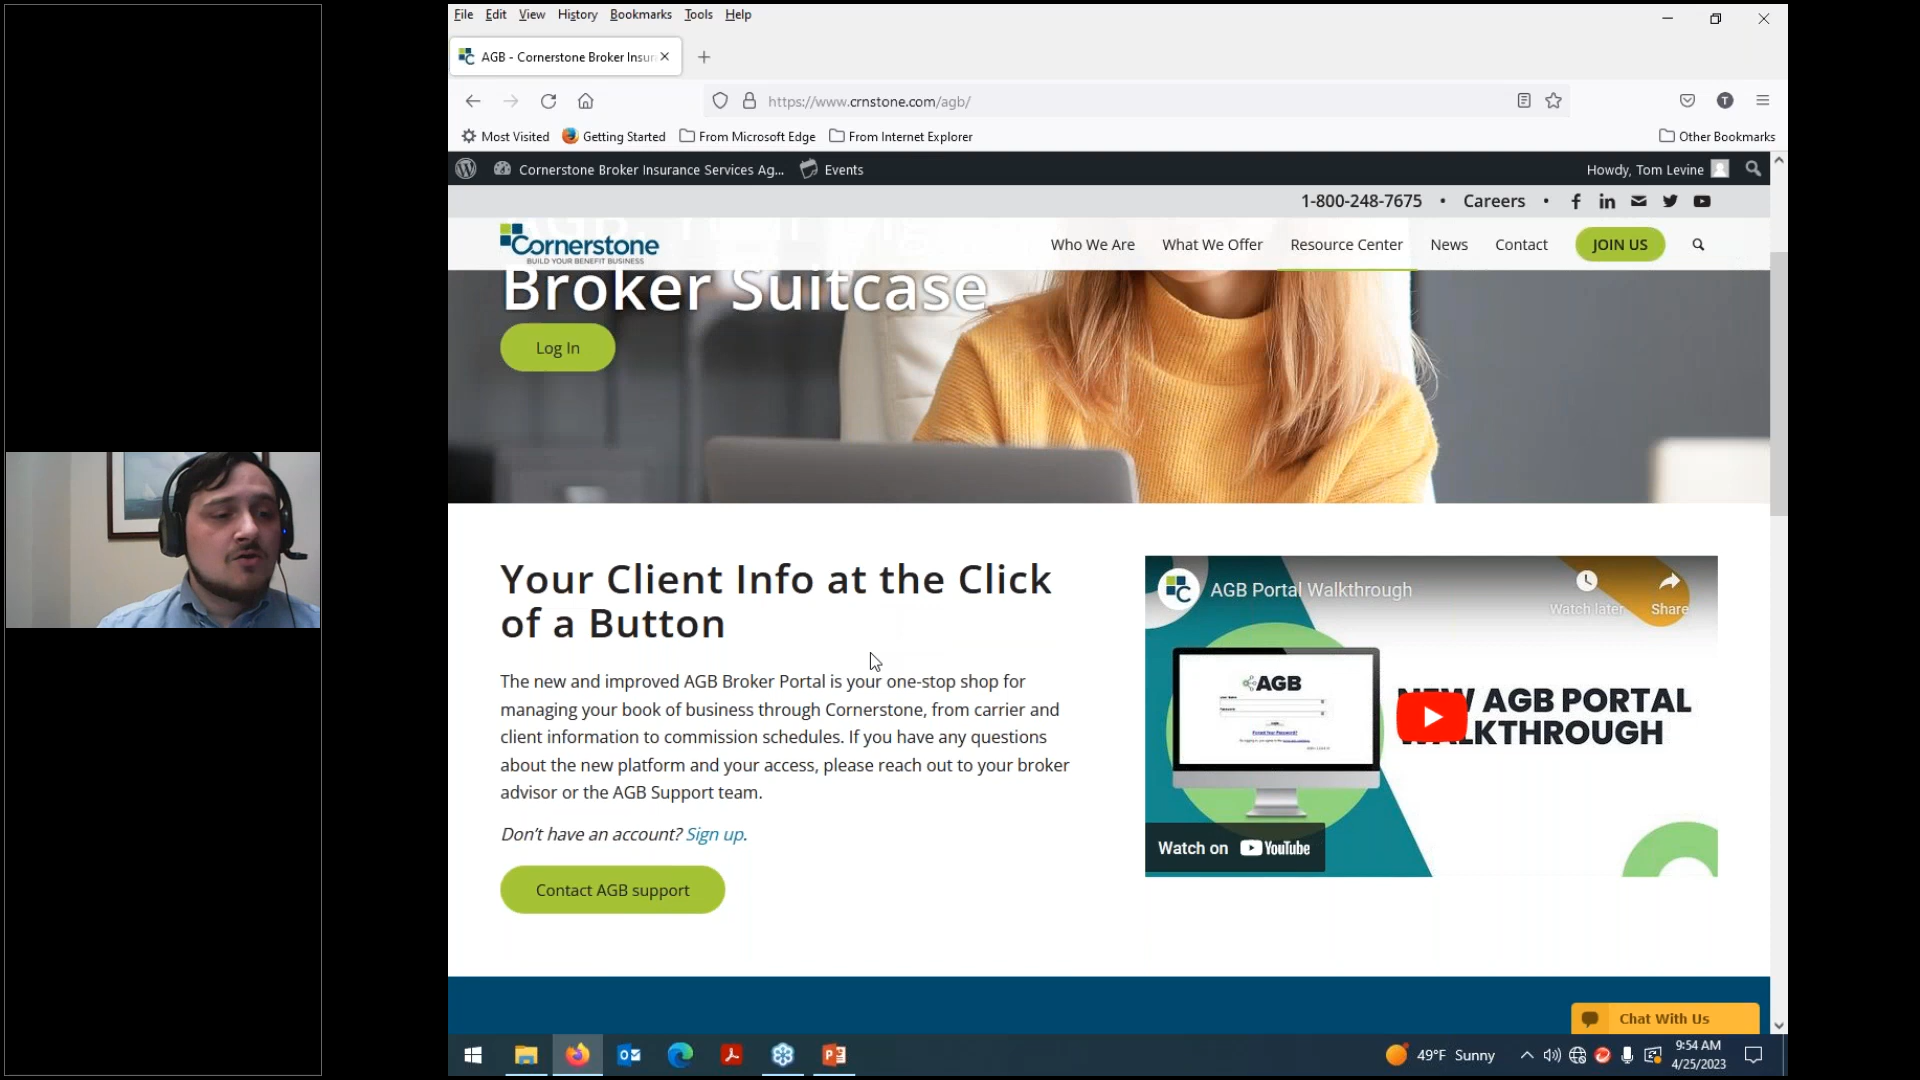 File Edit View History Bookmarks Tools Help
AGB - Cornerstone Broker Insur
https://www.crnstone.com/agb/
Most Visited Getting Started From Microsoft Edge From Internet Explorer Other Bookmarks
Cornerstone Broker Insurance Services Ag... Events Howdy, Tom Levine
1-800-248-7675 • Careers •
Cornerstone
BUILD YOUR BENEFIT BUSINESS
Who We Are What We Offer Resource Center News Contact JOIN US
Broker Suitcase
Log In
Your Client Info at the Click
of a Button
The new and improved AGB Broker Portal is your one-stop shop for
managing your book of business through Cornerstone, from carrier and
client information to commission schedules. If you have any questions
about the new platform and your access, please reach out to your broker
advisor or the AGB Support team.
Don't have an account? Sign up.
Contact AGB support
AGB Portal Walkthrough
Watch later Share
AGB
AGB PORTAL
Watch on YouTube
Chat With Us
49°F Sunny
9:54 AM
4/25/2023